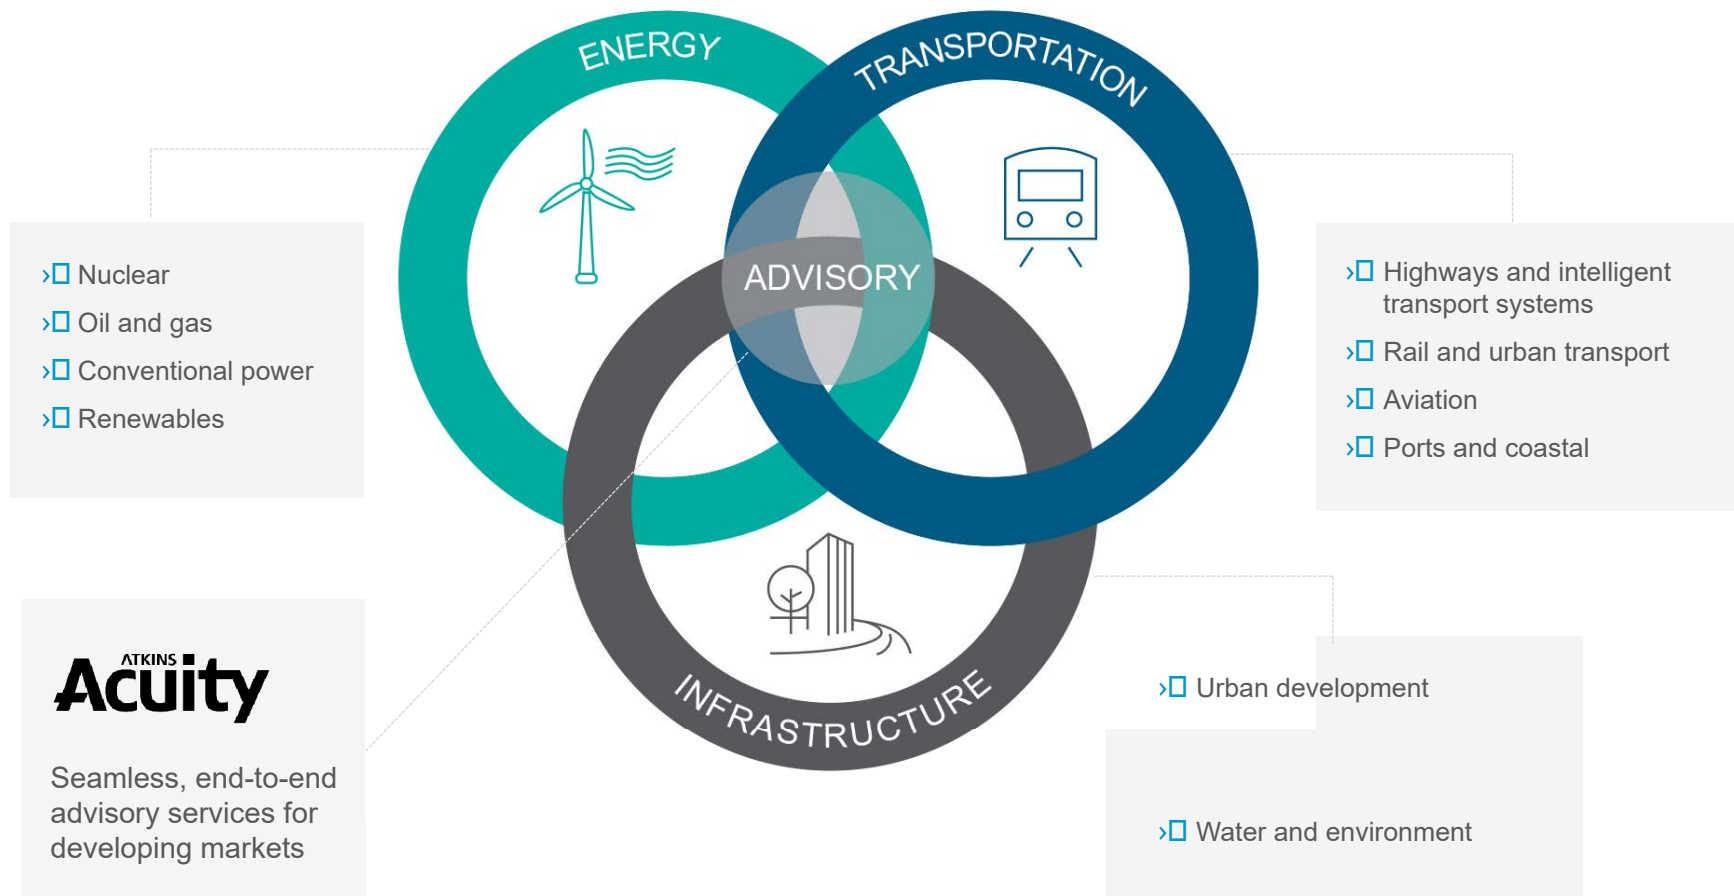 ENERGY
TRANSPORTATION
ADVISORY
INFRASTRUCTURE
›□ Nuclear
›□ Oil and gas
›□ Conventional power
›□ Renewables
›□ Highways and intelligent
transport systems
›□ Rail and urban transport
›□ Aviation
›□ Ports and coastal
ATKINS
Acuity
Seamless, end-to-end
advisory services for
developing markets
›□ Urban development
›□ Water and environment